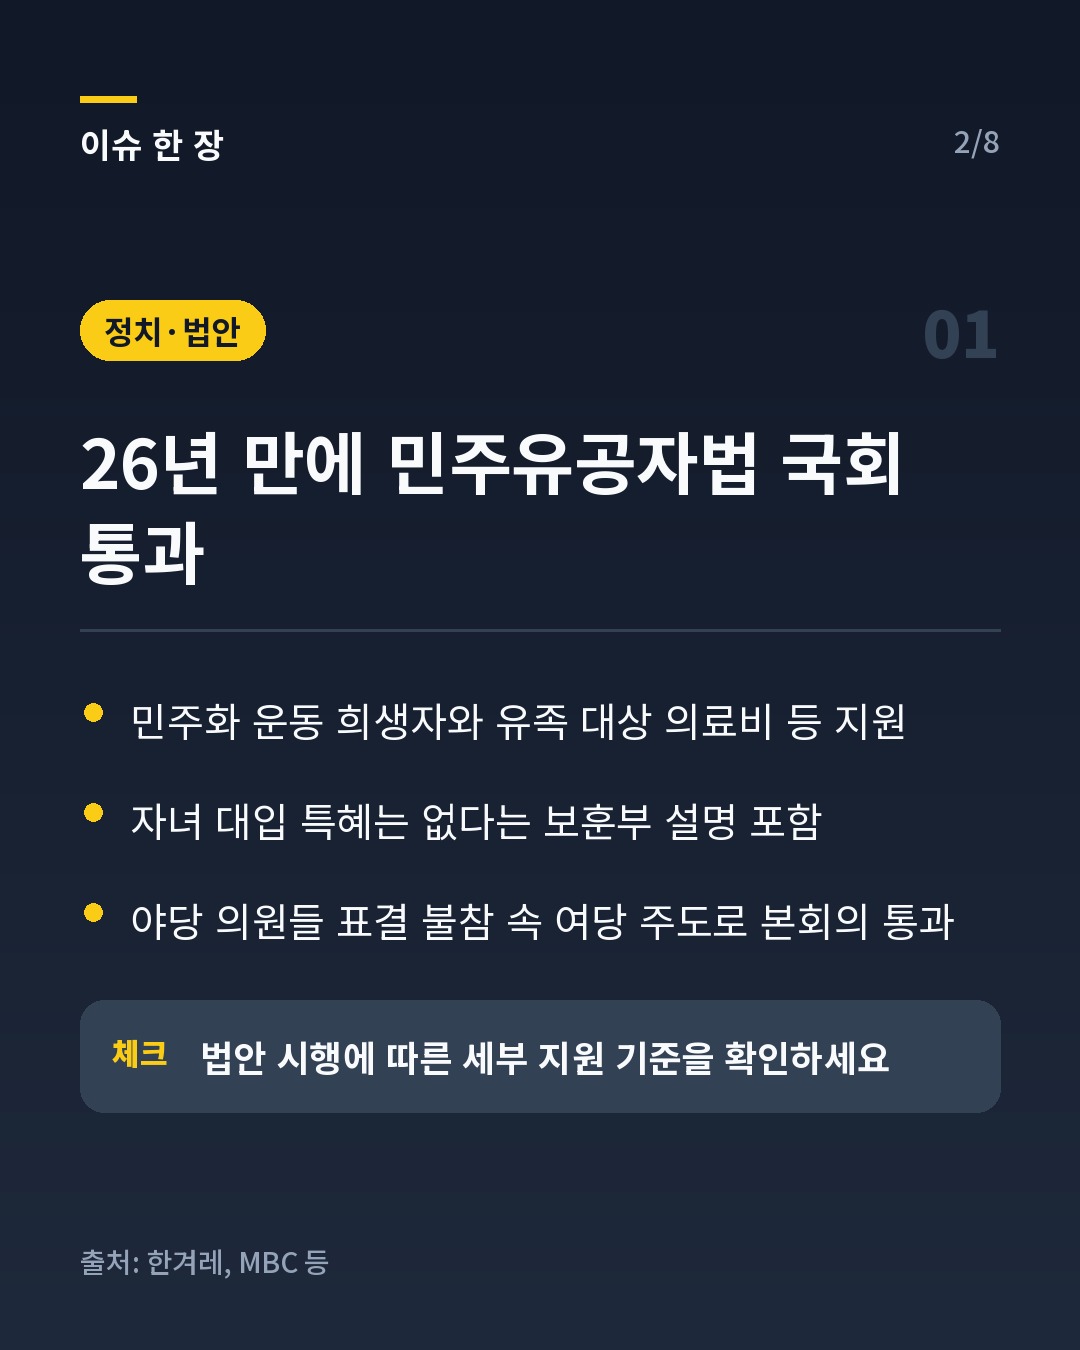 이슈 한 장
2/8
정치·법안
01
26년 만에 민주유공자법 국회
통과
민주화 운동 희생자와 유족 대상 의료비 등 지원
자녀 대입 특혜는 없다는 보훈부 설명 포함
야당 의원들 표결 불참 속 여당 주도로 본회의 통과
체크 법안 시행에 따른 세부 지원 기준을 확인하세요
출처: 한겨레, MBC 등